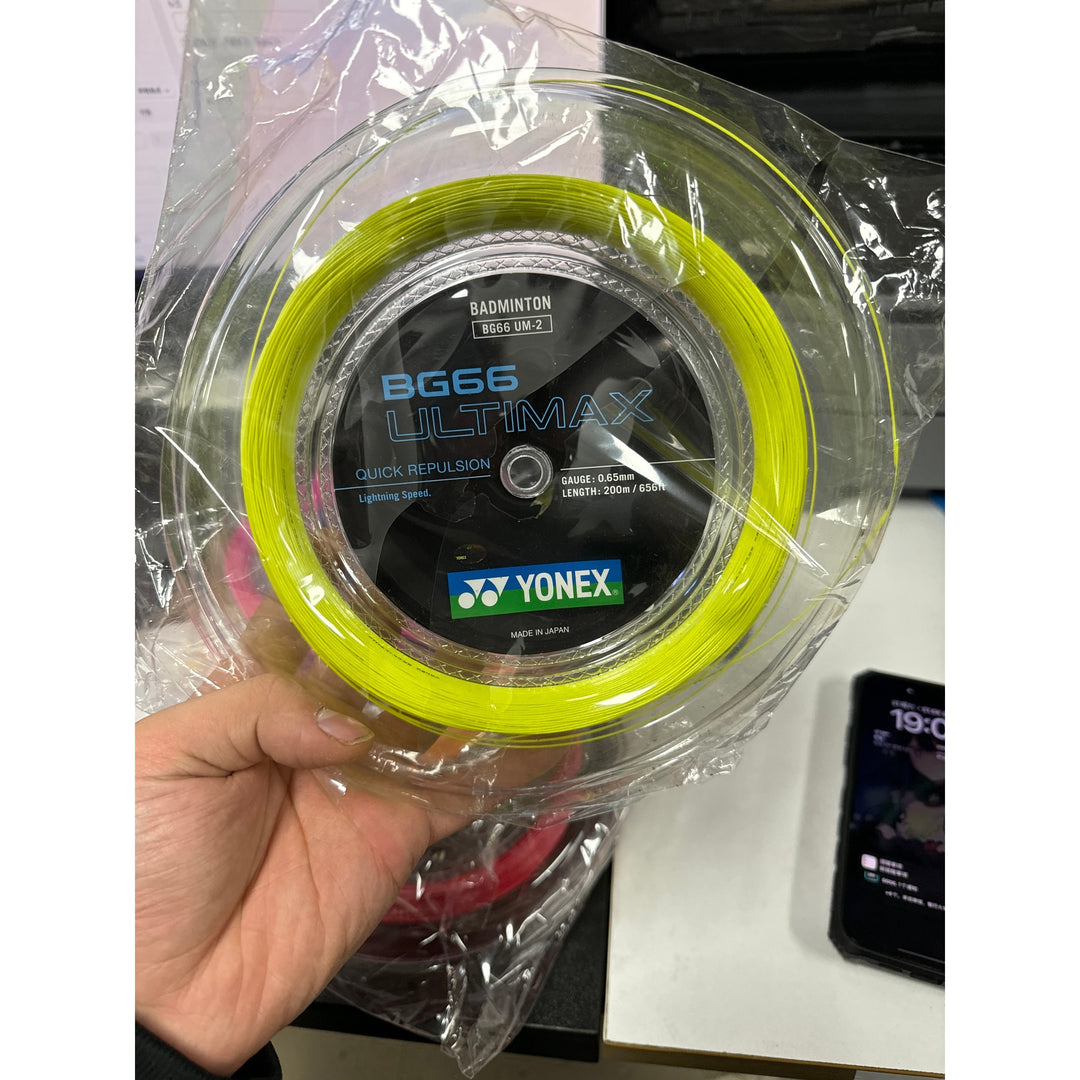 BADMINTON
BG66 UM-2
BG66
ULTIMAX
QUICK REPULSION
Lightning Speed.
GAUGE : 0.65mm
LENGTH : 200m / 656ft
YONEX
YONEX®
MADE IN JAPAN
19:0